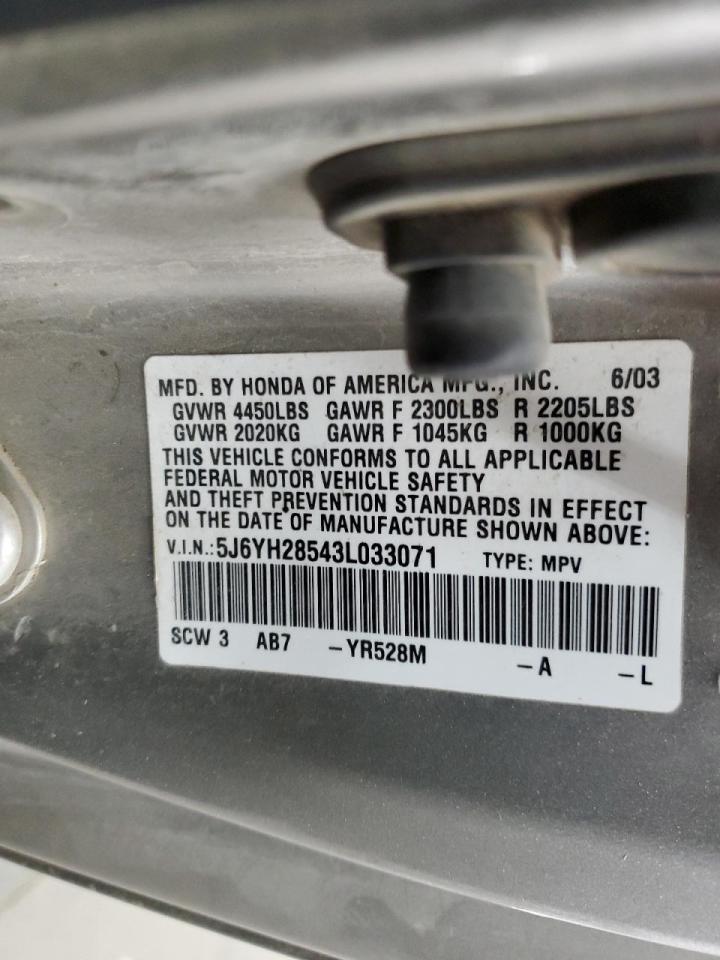 MFD. BY HONDA OF AMERICA MFG., INC. 6/03
GVWR 4450LBS GAWR F 2300LBS R 2205LBS
GVWR 2020KG GAWR F 1045KG R 1000KG
THIS VEHICLE CONFORMS TO ALL APPLICABLE
FEDERAL MOTOR VEHICLE SAFETY
AND THEFT PREVENTION STANDARDS IN EFFECT
ON THE DATE OF MANUFACTURE SHOWN ABOVE:
V.I.N.:5J6YH28543L033071 TYPE: MPV
SCW 3 AB7 -YR528M -A -L